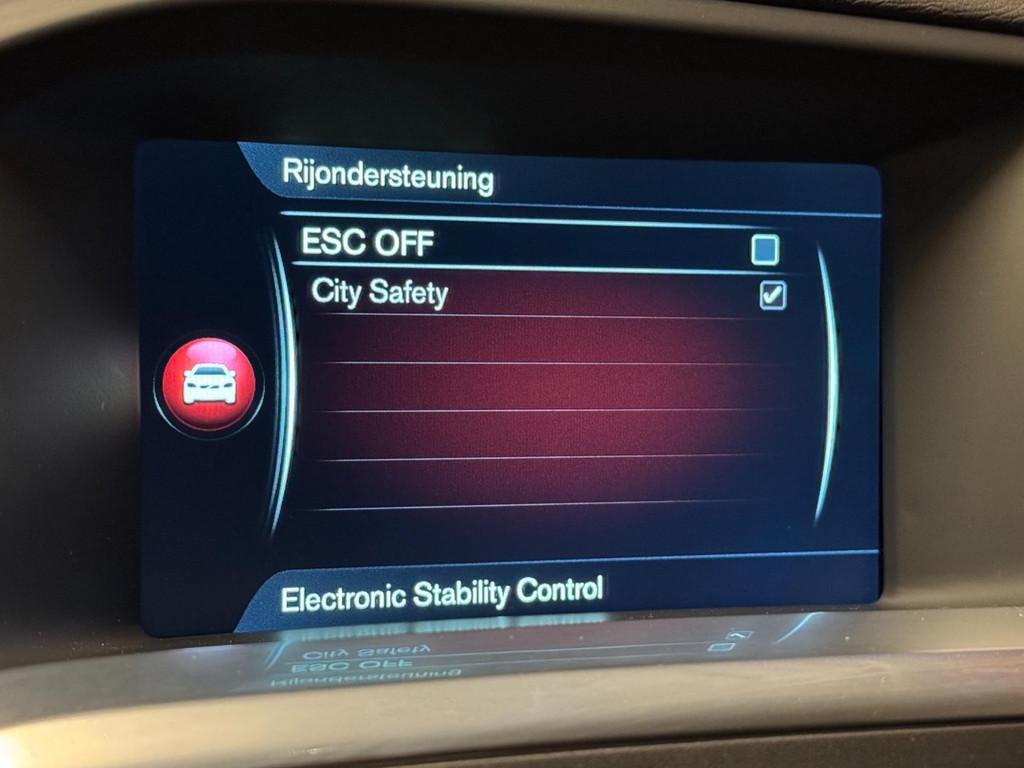 Rijondersteuning
ESC OFF
City Safety
Electronic Stability Control